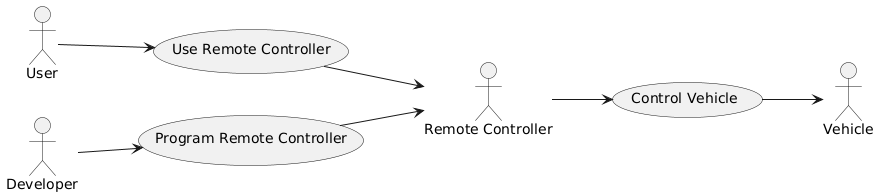 User
Use Remote Controller
Developer
Program Remote Controller
Remote Controller
Control Vehicle
Vehicle